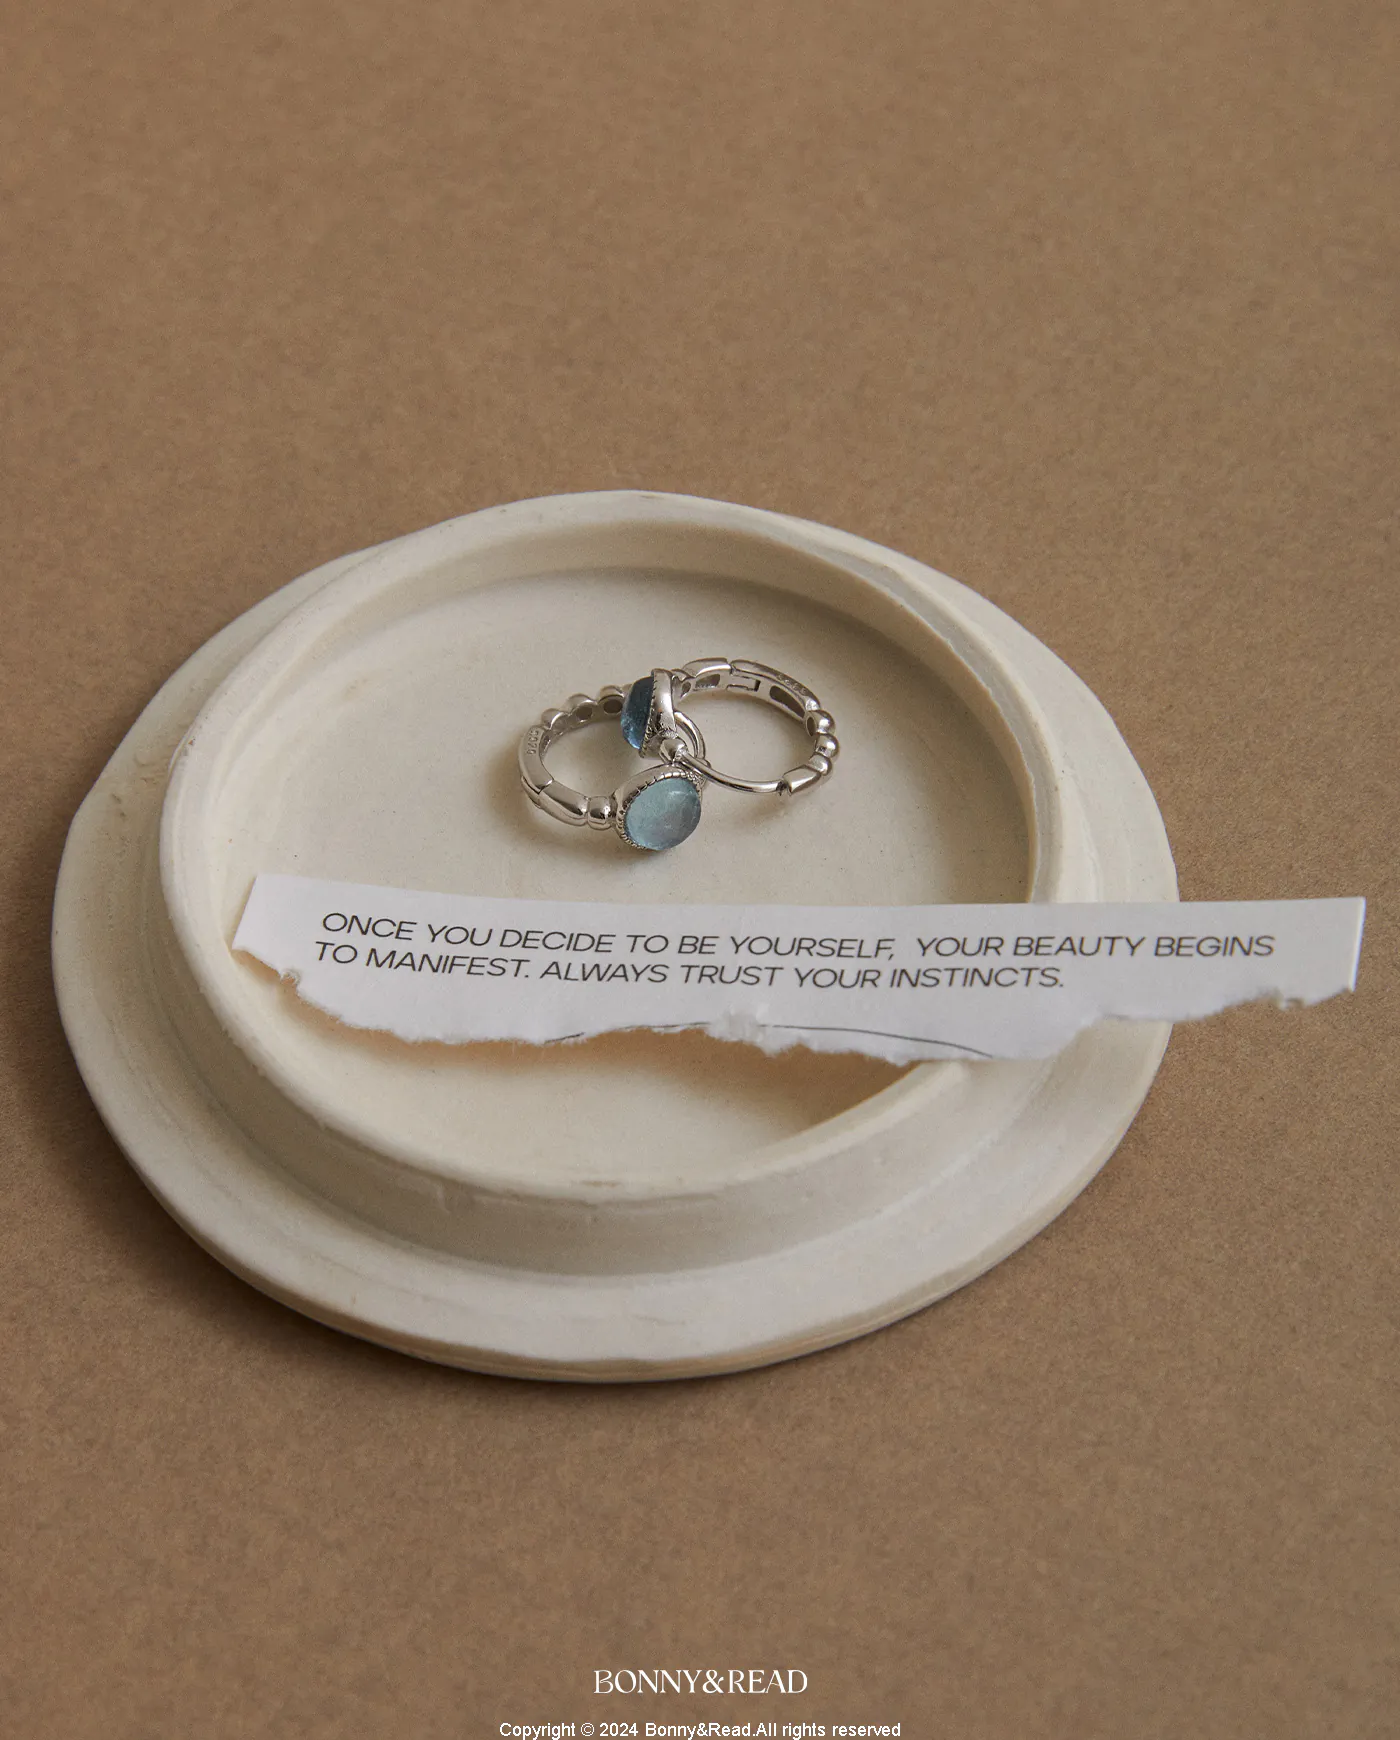 ONCE YOU DECIDE TO BE YOURSELF, YOUR BEAUTY BEGINS
TO MANIFEST. ALWAYS TRUST YOUR INSTINCTS.
BONNY&READ
Copyright © 2024 Bonny&Read.All rights reserved